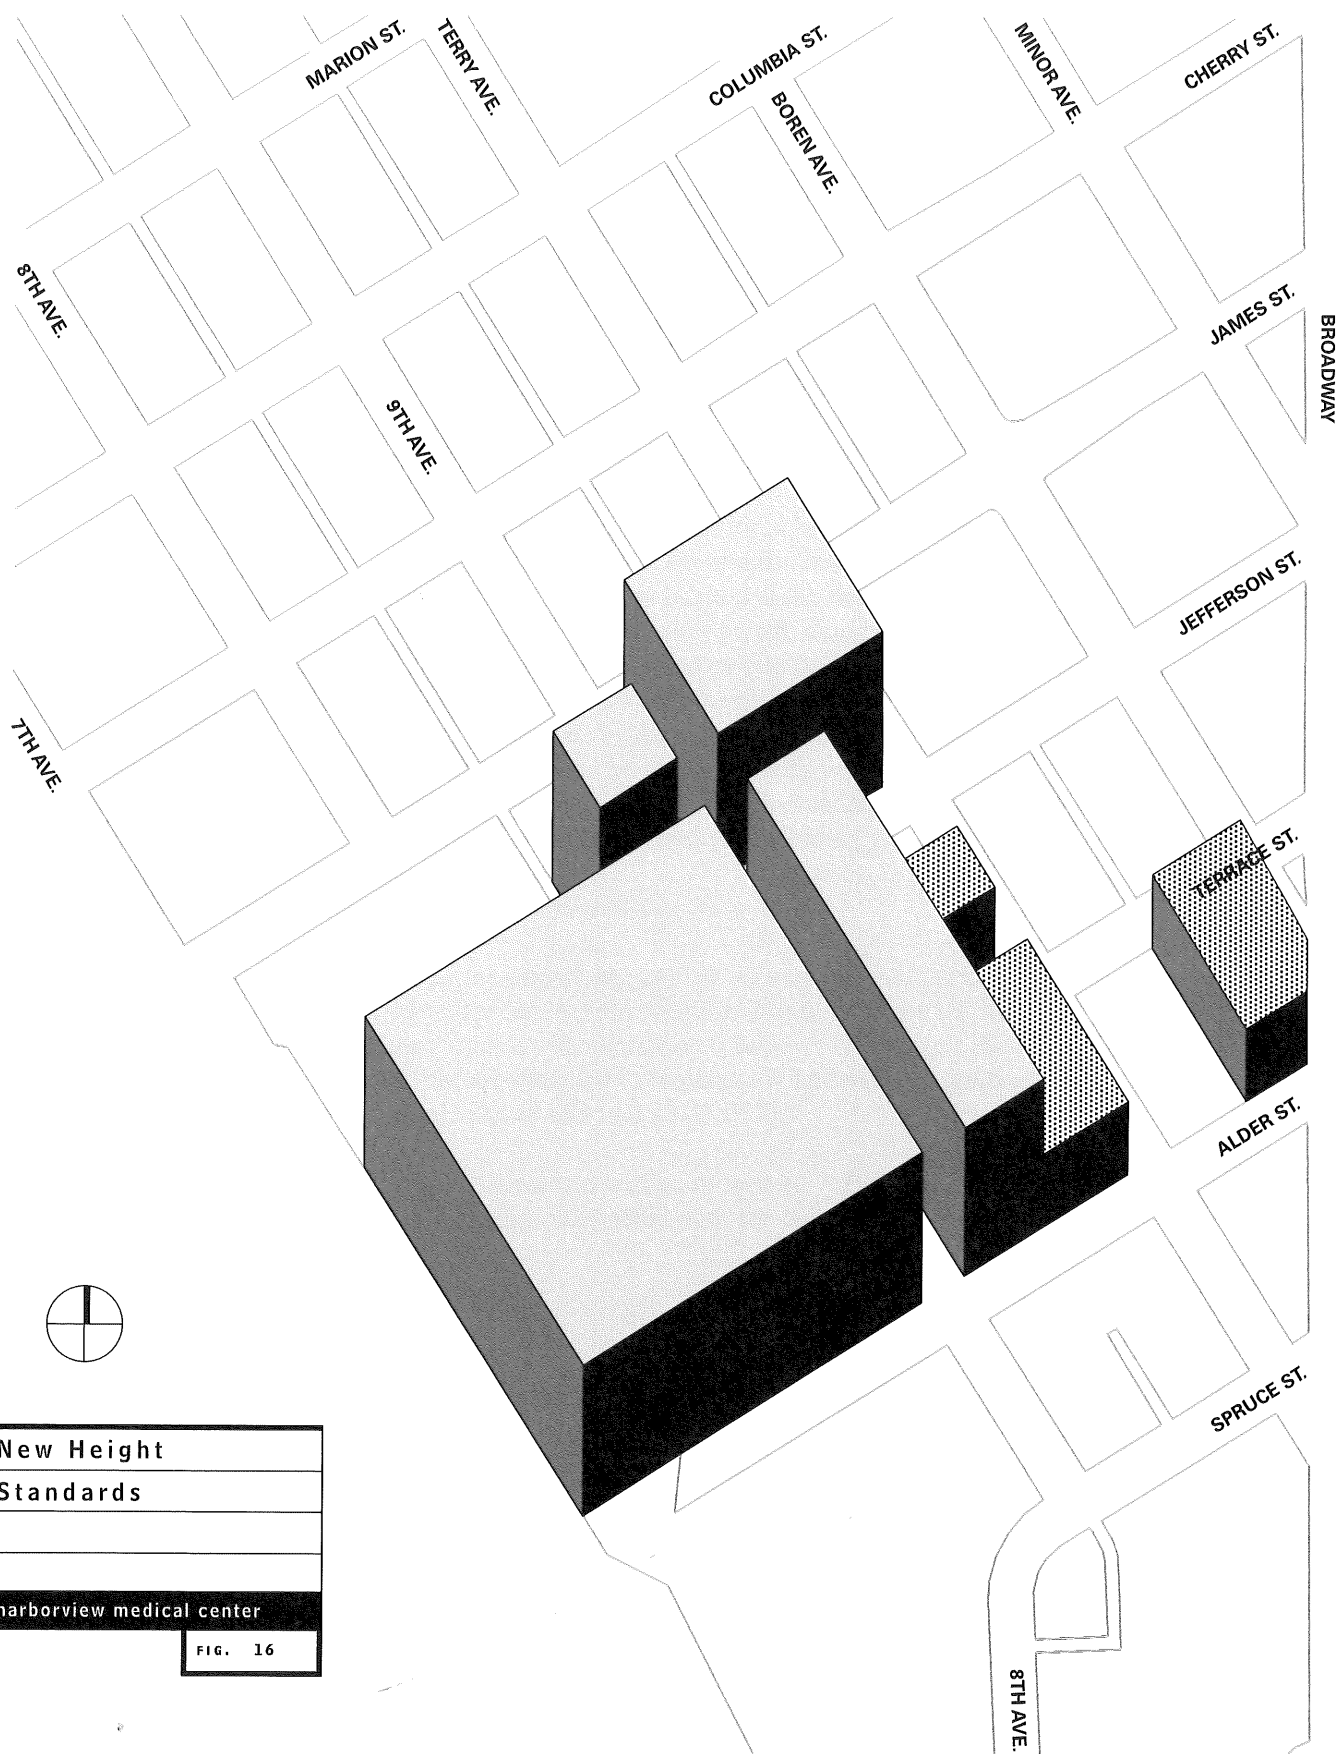 MARION ST.
TERRY AVE.
COLUMBIA ST.
BOREN AVE.
MINOR AVE.
CHERRY ST.
8TH AVE.
9TH AVE.
JAMES ST.
BROADWAY
JEFFERSON ST.
7TH AVE.
TERRACE ST.
ALDER ST.
SPRUCE ST.
8TH AVE.
New Height
Standards
harborview medical center
FIG. 16